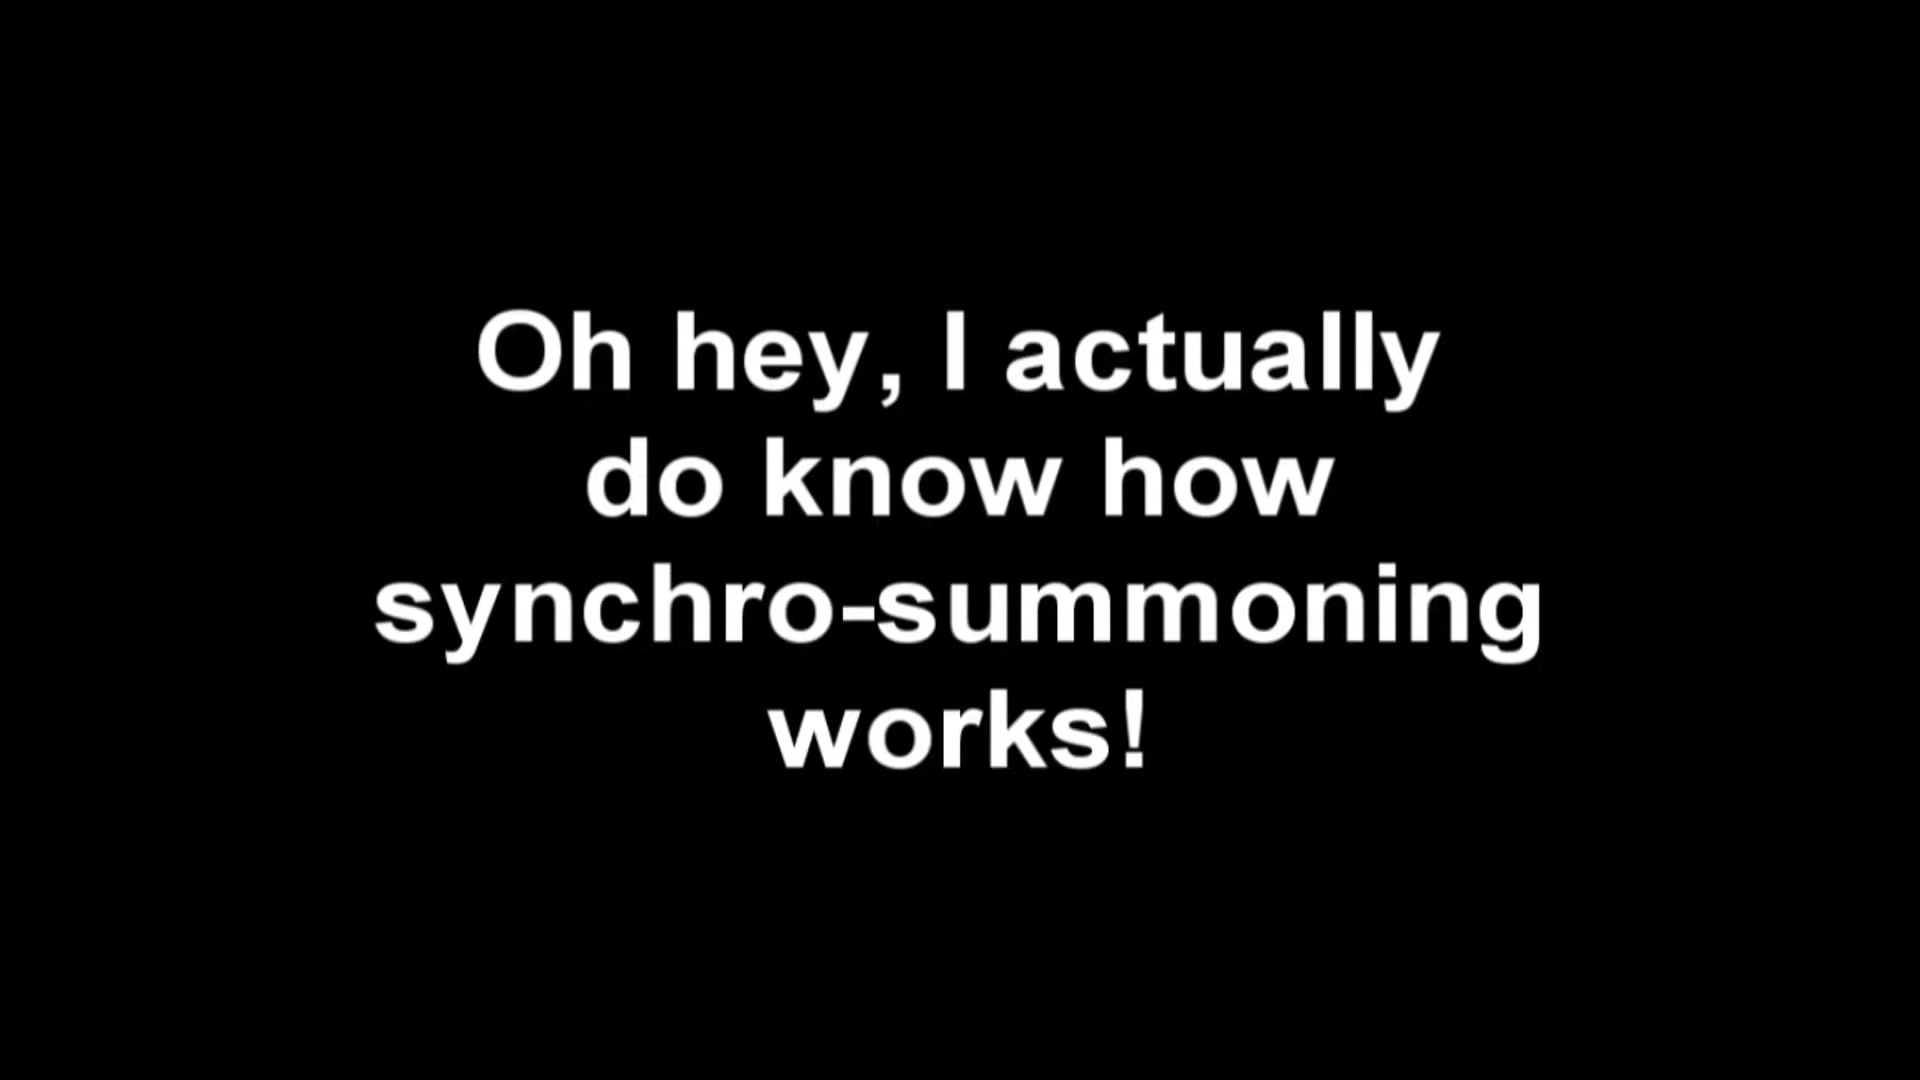 Oh hey, I actually
do know how
synchro-summoning
works!